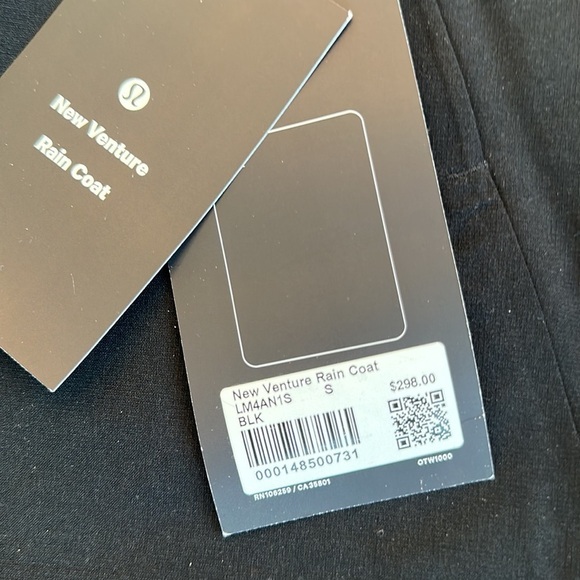 New Venture
Rain Coat
New Venture Rain Coat
LM4AN1S S $298.00
BLK
000148500731
RN106259 / CA35801 OTW1000